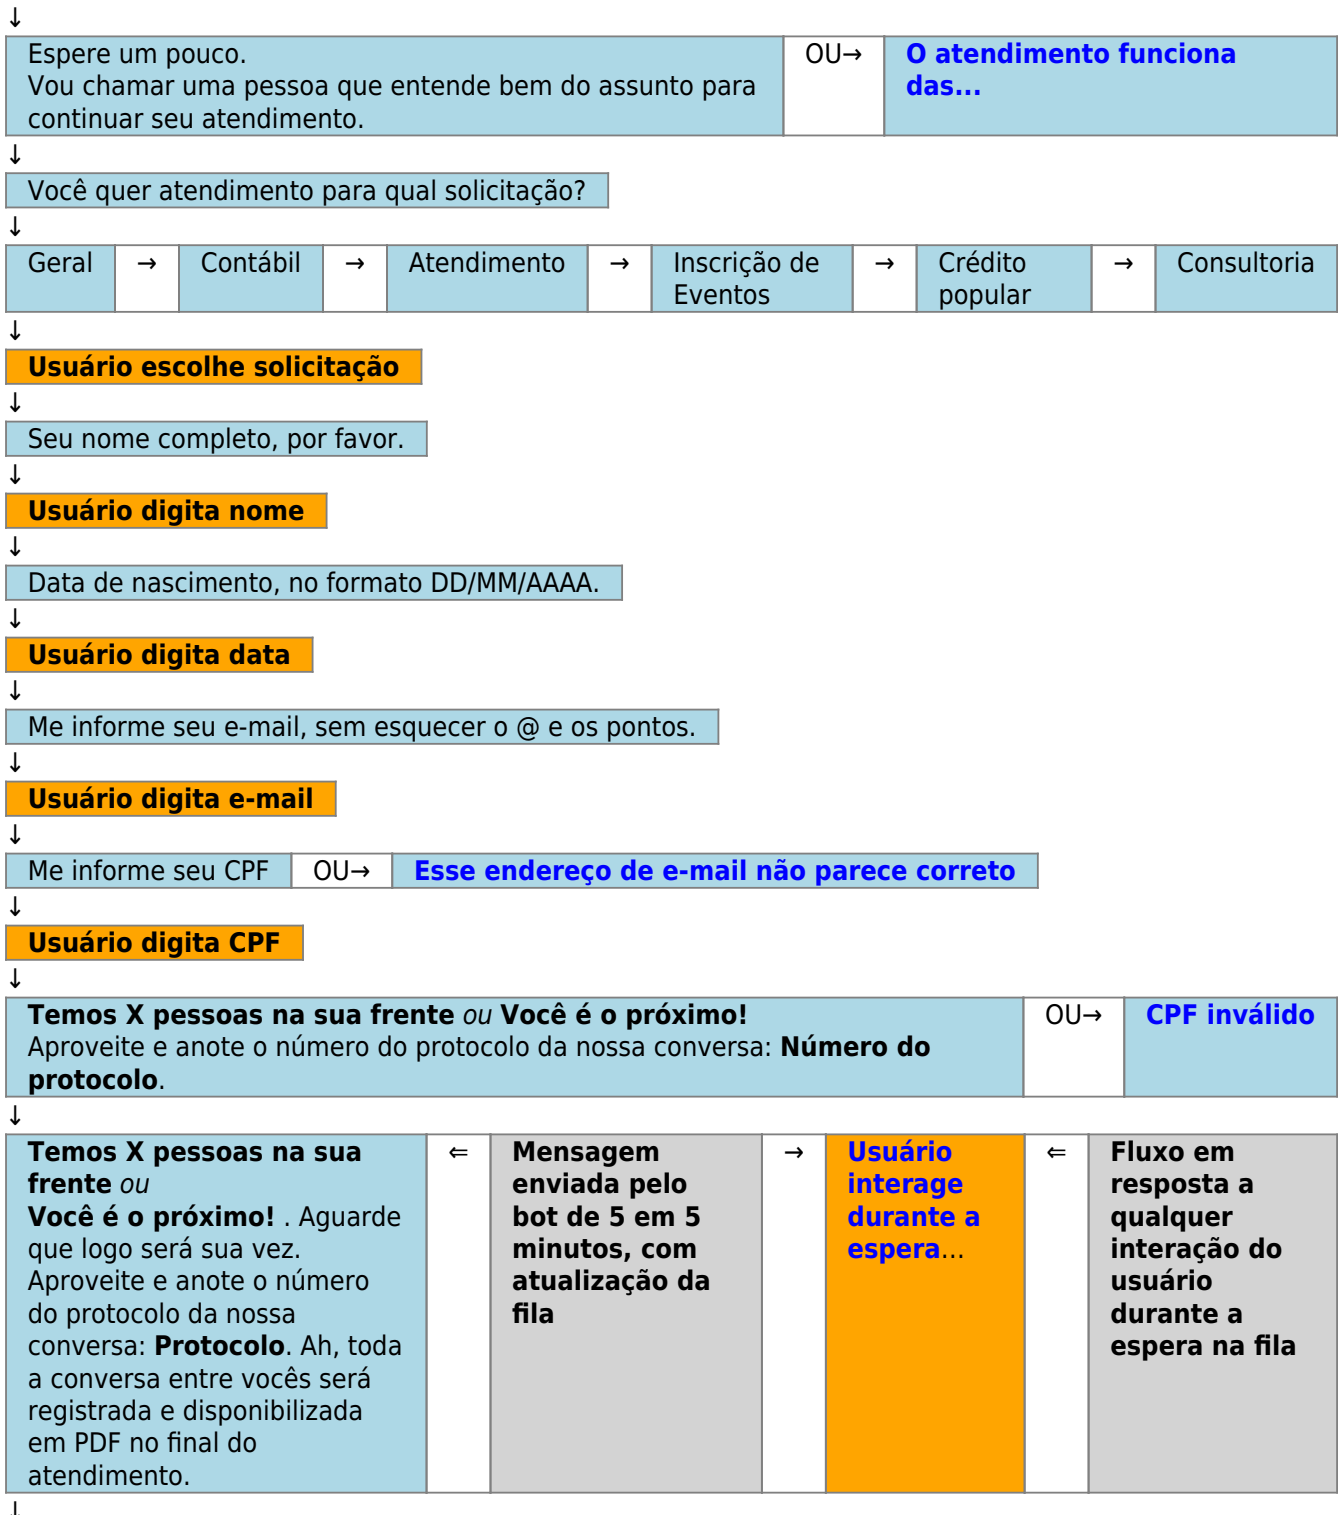 ↓
Espere um pouco.
Vou chamar uma pessoa que entende bem do assunto para
continuar seu atendimento.
OU→
O atendimento funciona
das...
↓
Você quer atendimento para qual solicitação?
↓
Geral → Contábil → Atendimento → Inscrição de
Eventos
→ Crédito
popular
→ Consultoria
↓
Usuário escolhe solicitação
↓
Seu nome completo, por favor.
↓
Usuário digita nome
↓
Data de nascimento, no formato DD/MM/AAAA.
↓
Usuário digita data
↓
Me informe seu e-mail, sem esquecer o @ e os pontos.
↓
Usuário digita e-mail
↓
Me informe seu CPF OU→ Esse endereço de e-mail não parece correto
↓
Usuário digita CPF
↓
Temos X pessoas na sua frente ou Você é o próximo!
Aproveite e anote o número do protocolo da nossa conversa: Número do
protocolo.
OU→
CPF inválido
↓
Temos X pessoas na sua
frente ou
Você é o próximo! . Aguarde
que logo será sua vez.
Aproveite e anote o número
do protocolo da nossa
conversa: Protocolo. Ah, toda
a conversa entre vocês será
registrada e disponibilizada
em PDF no final do
atendimento.
⇐
Mensagem
enviada pelo
bot de 5 em 5
minutos, com
atualização da
fila
→
Usuário
interage
durante a
espera...
⇐
Fluxo em
resposta a
qualquer
interação do
usuário
durante a
espera na fila
↓